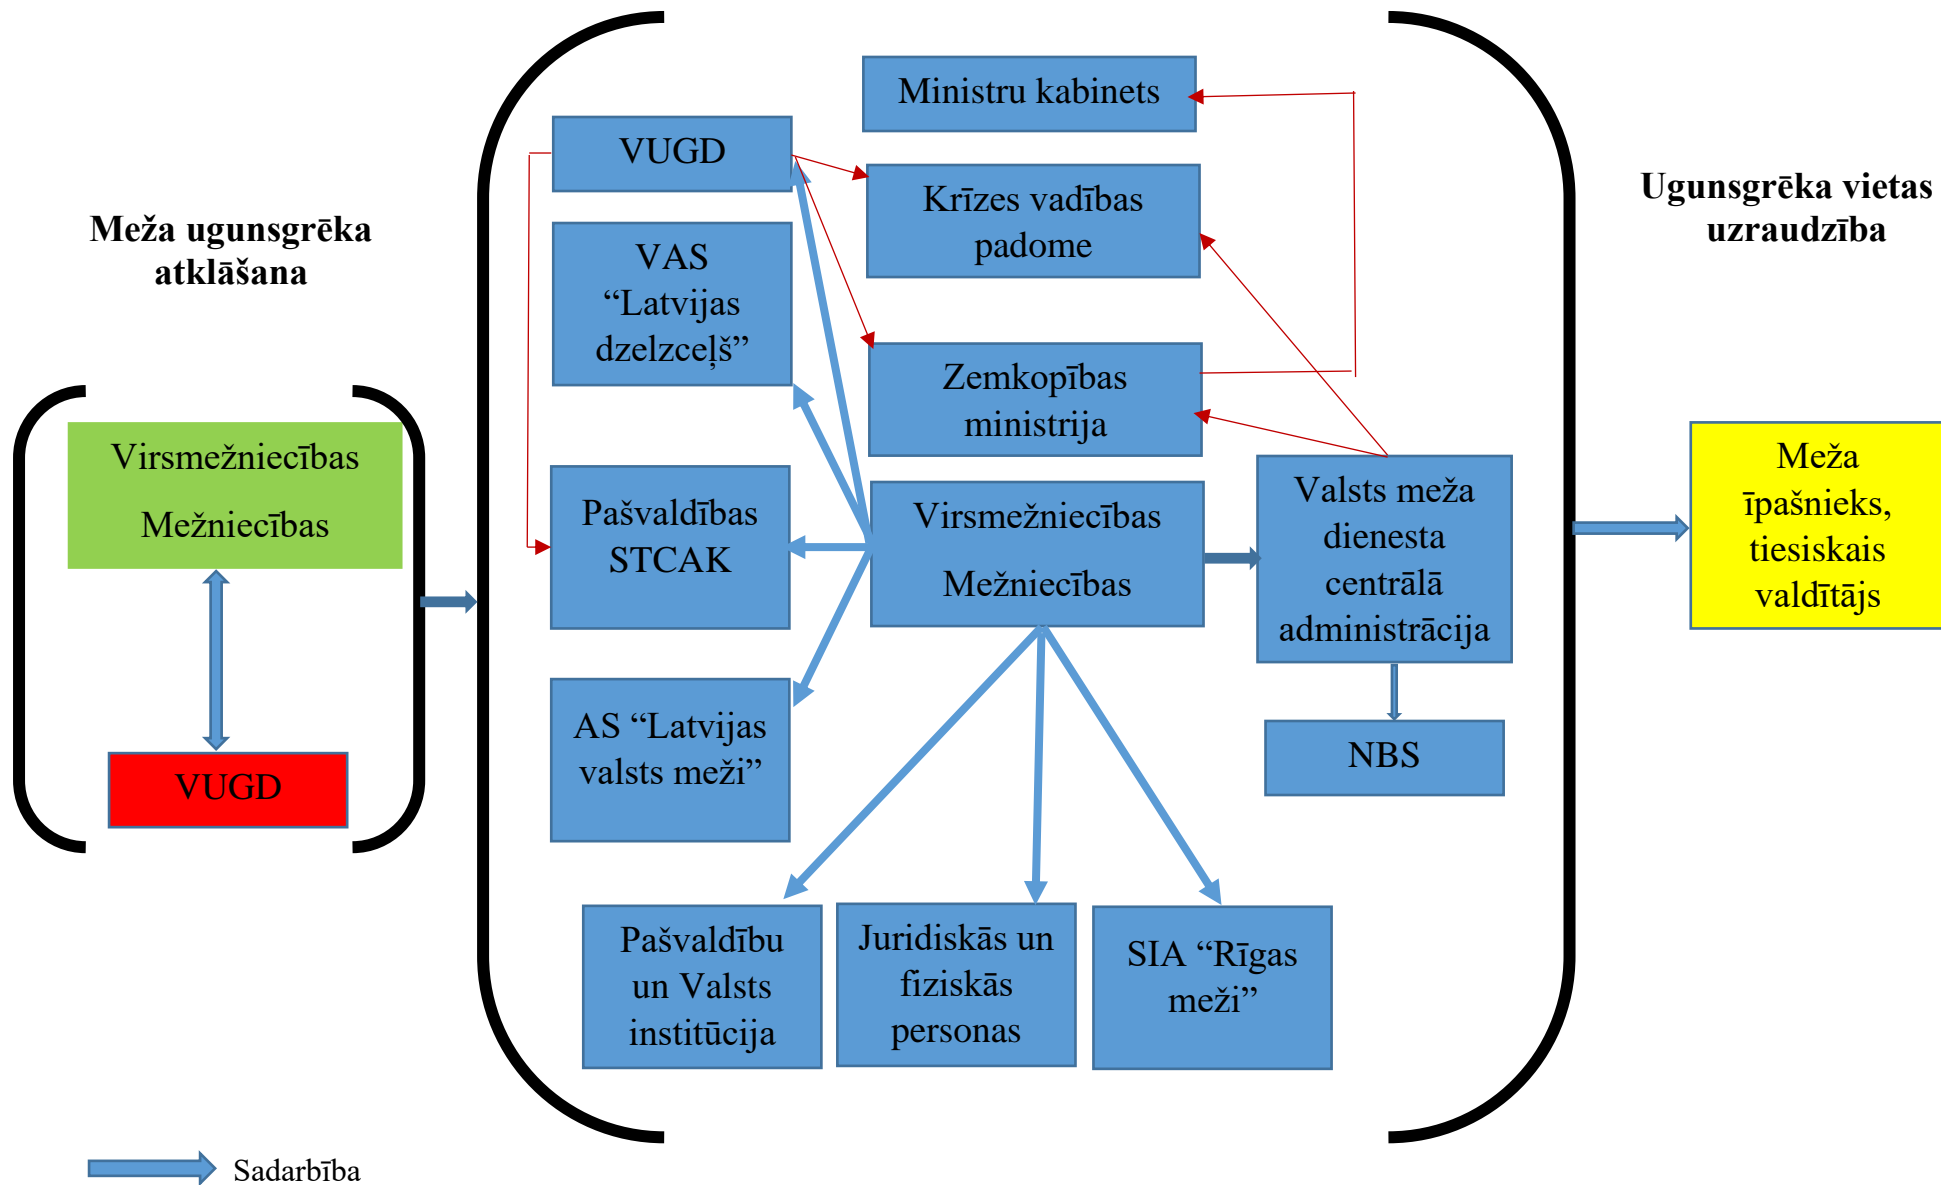 Meža ugunsgrēka
atklāšana
Virsmežniecības
Mežniecības
VUGD
VUGD
VAS
“Latvijas
dzelzceļš”
Pašvaldības
STCAK
AS “Latvijas
valsts meži”
Ministru kabinets
Krīzes vadības
padome
Zemkopības
ministrija
Virsmežniecības
Mežniecības
Valsts meža
dienesta
centrālā
administrācija
NBS
Pašvaldību
un Valsts
institūcija
Juridiskās un
fiziskās
personas
SIA “Rīgas
meži”
Ugunsgrēka vietas
uzraudzība
Meža
īpašnieks,
tiesiskais
valdītājs
Sadarbība